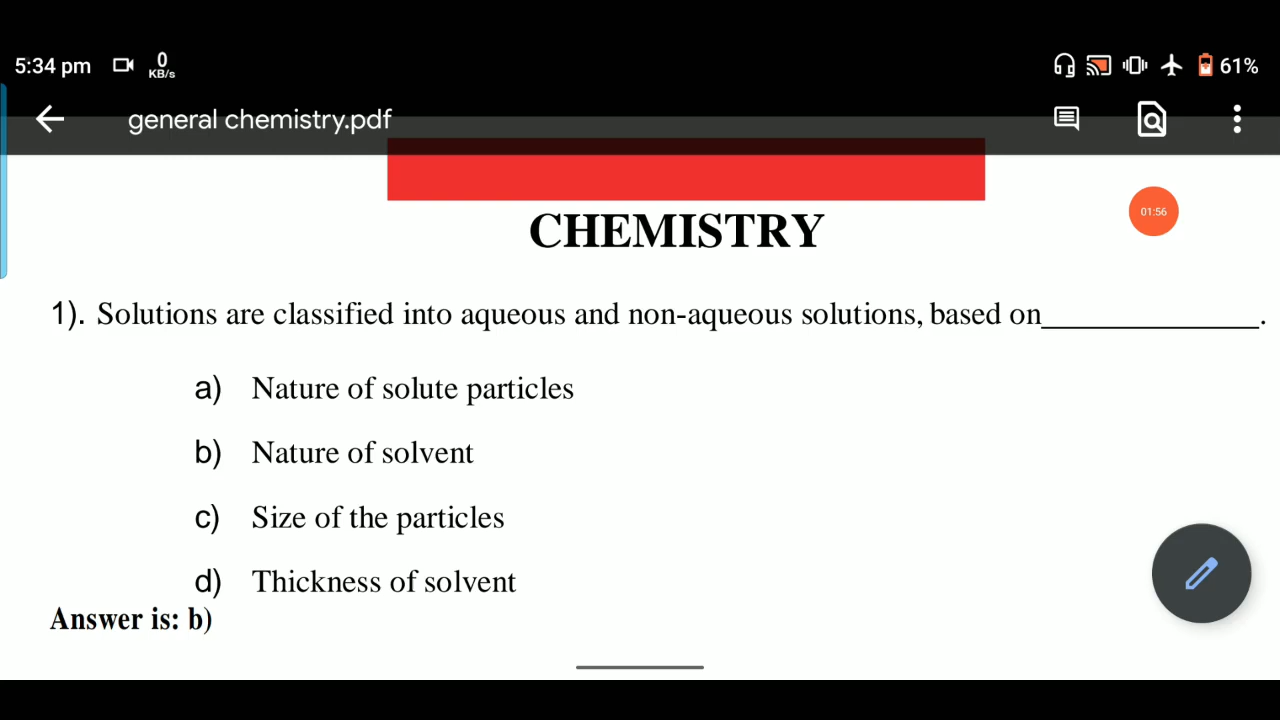 5:34 pm 0 KB/s 61%
general chemistry.pdf
CHEMISTRY
01:56
1). Solutions are classified into aqueous and non-aqueous solutions, based on______________.
a) Nature of solute particles
b) Nature of solvent
c) Size of the particles
d) Thickness of solvent
Answer is: b)